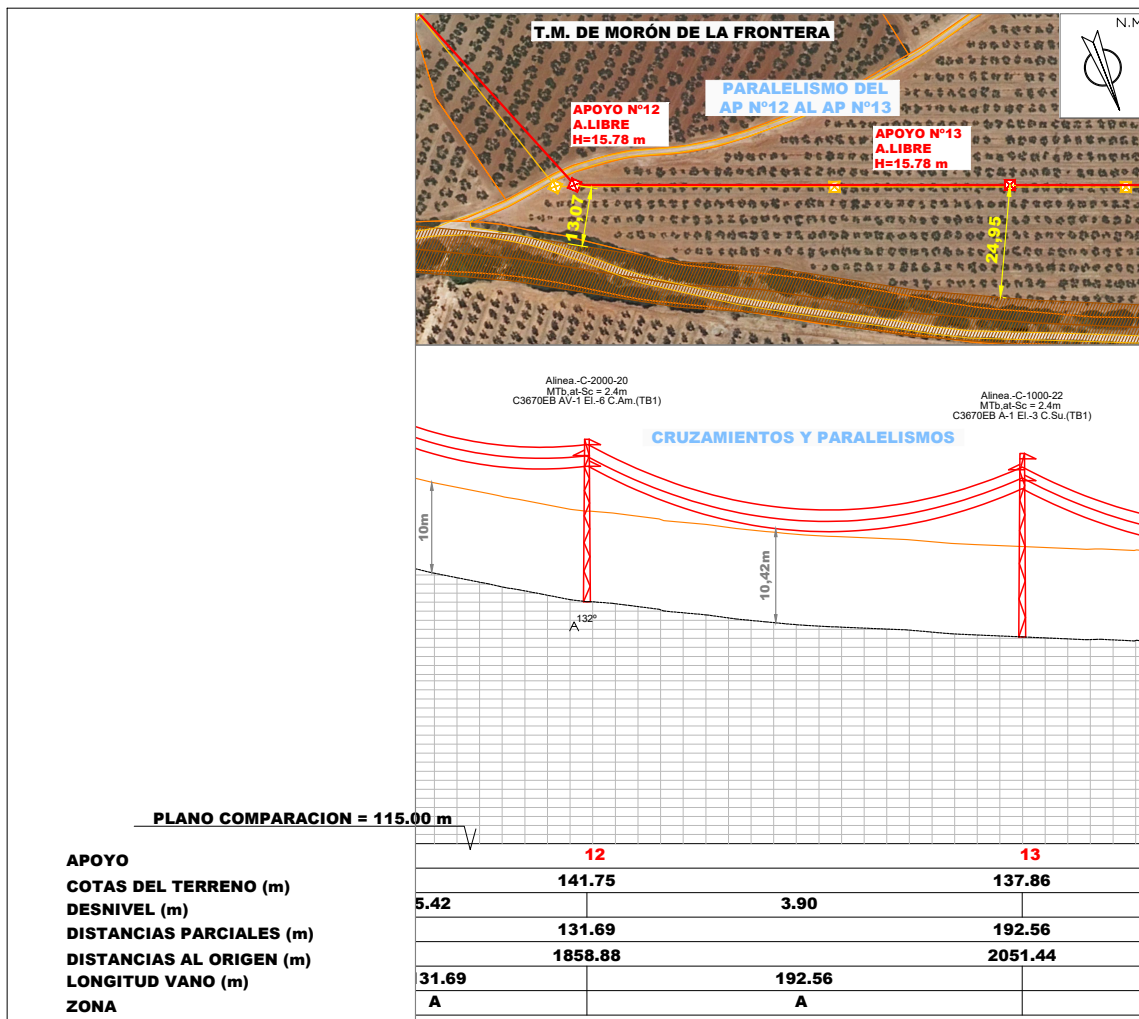 T.M. DE MORÓN DE LA FRONTERA
N.M
PARALELISMO DEL
AP Nº12 AL AP Nº13
APOYO Nº12
A.LIBRE
H=15.78 m
APOYO Nº13
A.LIBRE
H=15.78 m
13,07
24,95
Alinea.-C-2000-20
MTb,at-Sc = 2.4m
C3670EB AV-1 El.-6 C.Am.(TB1)
Alinea.-C-1000-22
MTb,at-Sc = 2.4m
C3670EB A-1 El.-3 C.Su.(TB1)
CRUZAMIENTOS Y PARALELISMOS
10m
10,42m
132º
PLANO COMPARACION = 115.00 m
APOYO 12 13
COTAS DEL TERRENO (m) 141.75 137.86
DESNIVEL (m) 5.42 3.90
DISTANCIAS PARCIALES (m) 131.69 192.56
DISTANCIAS AL ORIGEN (m) 1858.88 2051.44
LONGITUD VANO (m) 131.69 192.56
ZONA A A